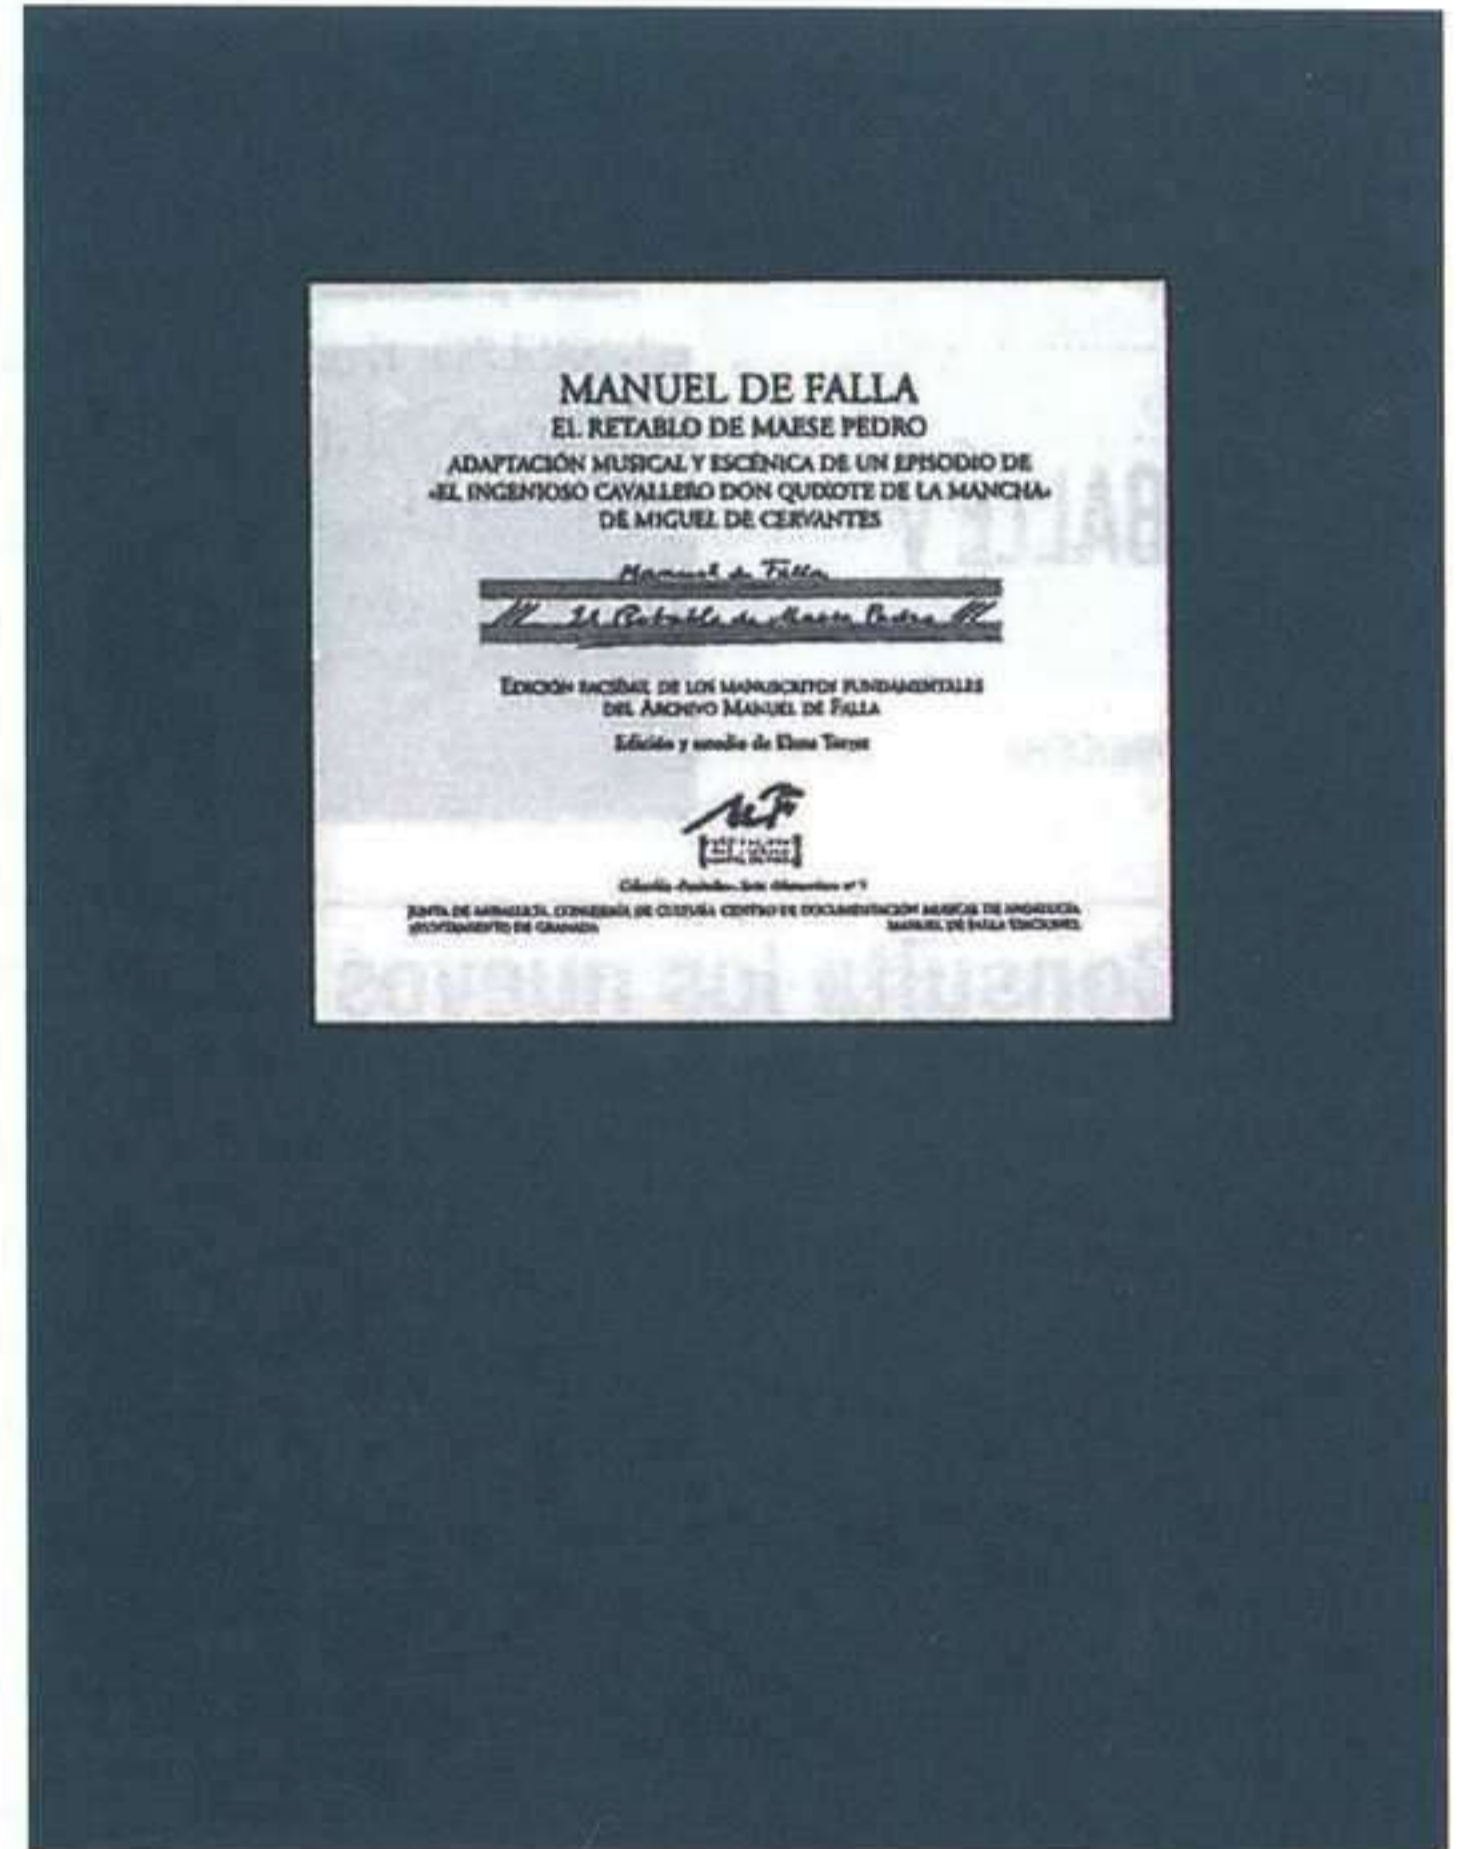 MANUEL DE FALLA
EL RETABLO DE MAESE PEDRO
ADAPTACIÓN MUSICAL Y ESCÉNICA DE UN EPISODIO DE
«EL INGENIOSO CAVALLERO DON QUIXOTE DE LA MANCHA»
DE MIGUEL DE CERVANTES
Manuel de Falla
El Retablo de Maese Pedro
EDICIÓN FACSÍMIL DE LOS MANUSCRITOS FUNDAMENTALES
DEL ARCHIVO MANUEL DE FALLA
Edición y estudio de Elena Torres
MF
JUNTA DE ANDALUCÍA. CONSEJERÍA DE CULTURA CENTRO DE DOCUMENTACIÓN MUSICAL DE ANDALUCÍA
AYUNTAMIENTO DE GRANADA MANUEL DE FALLA EDICIONES